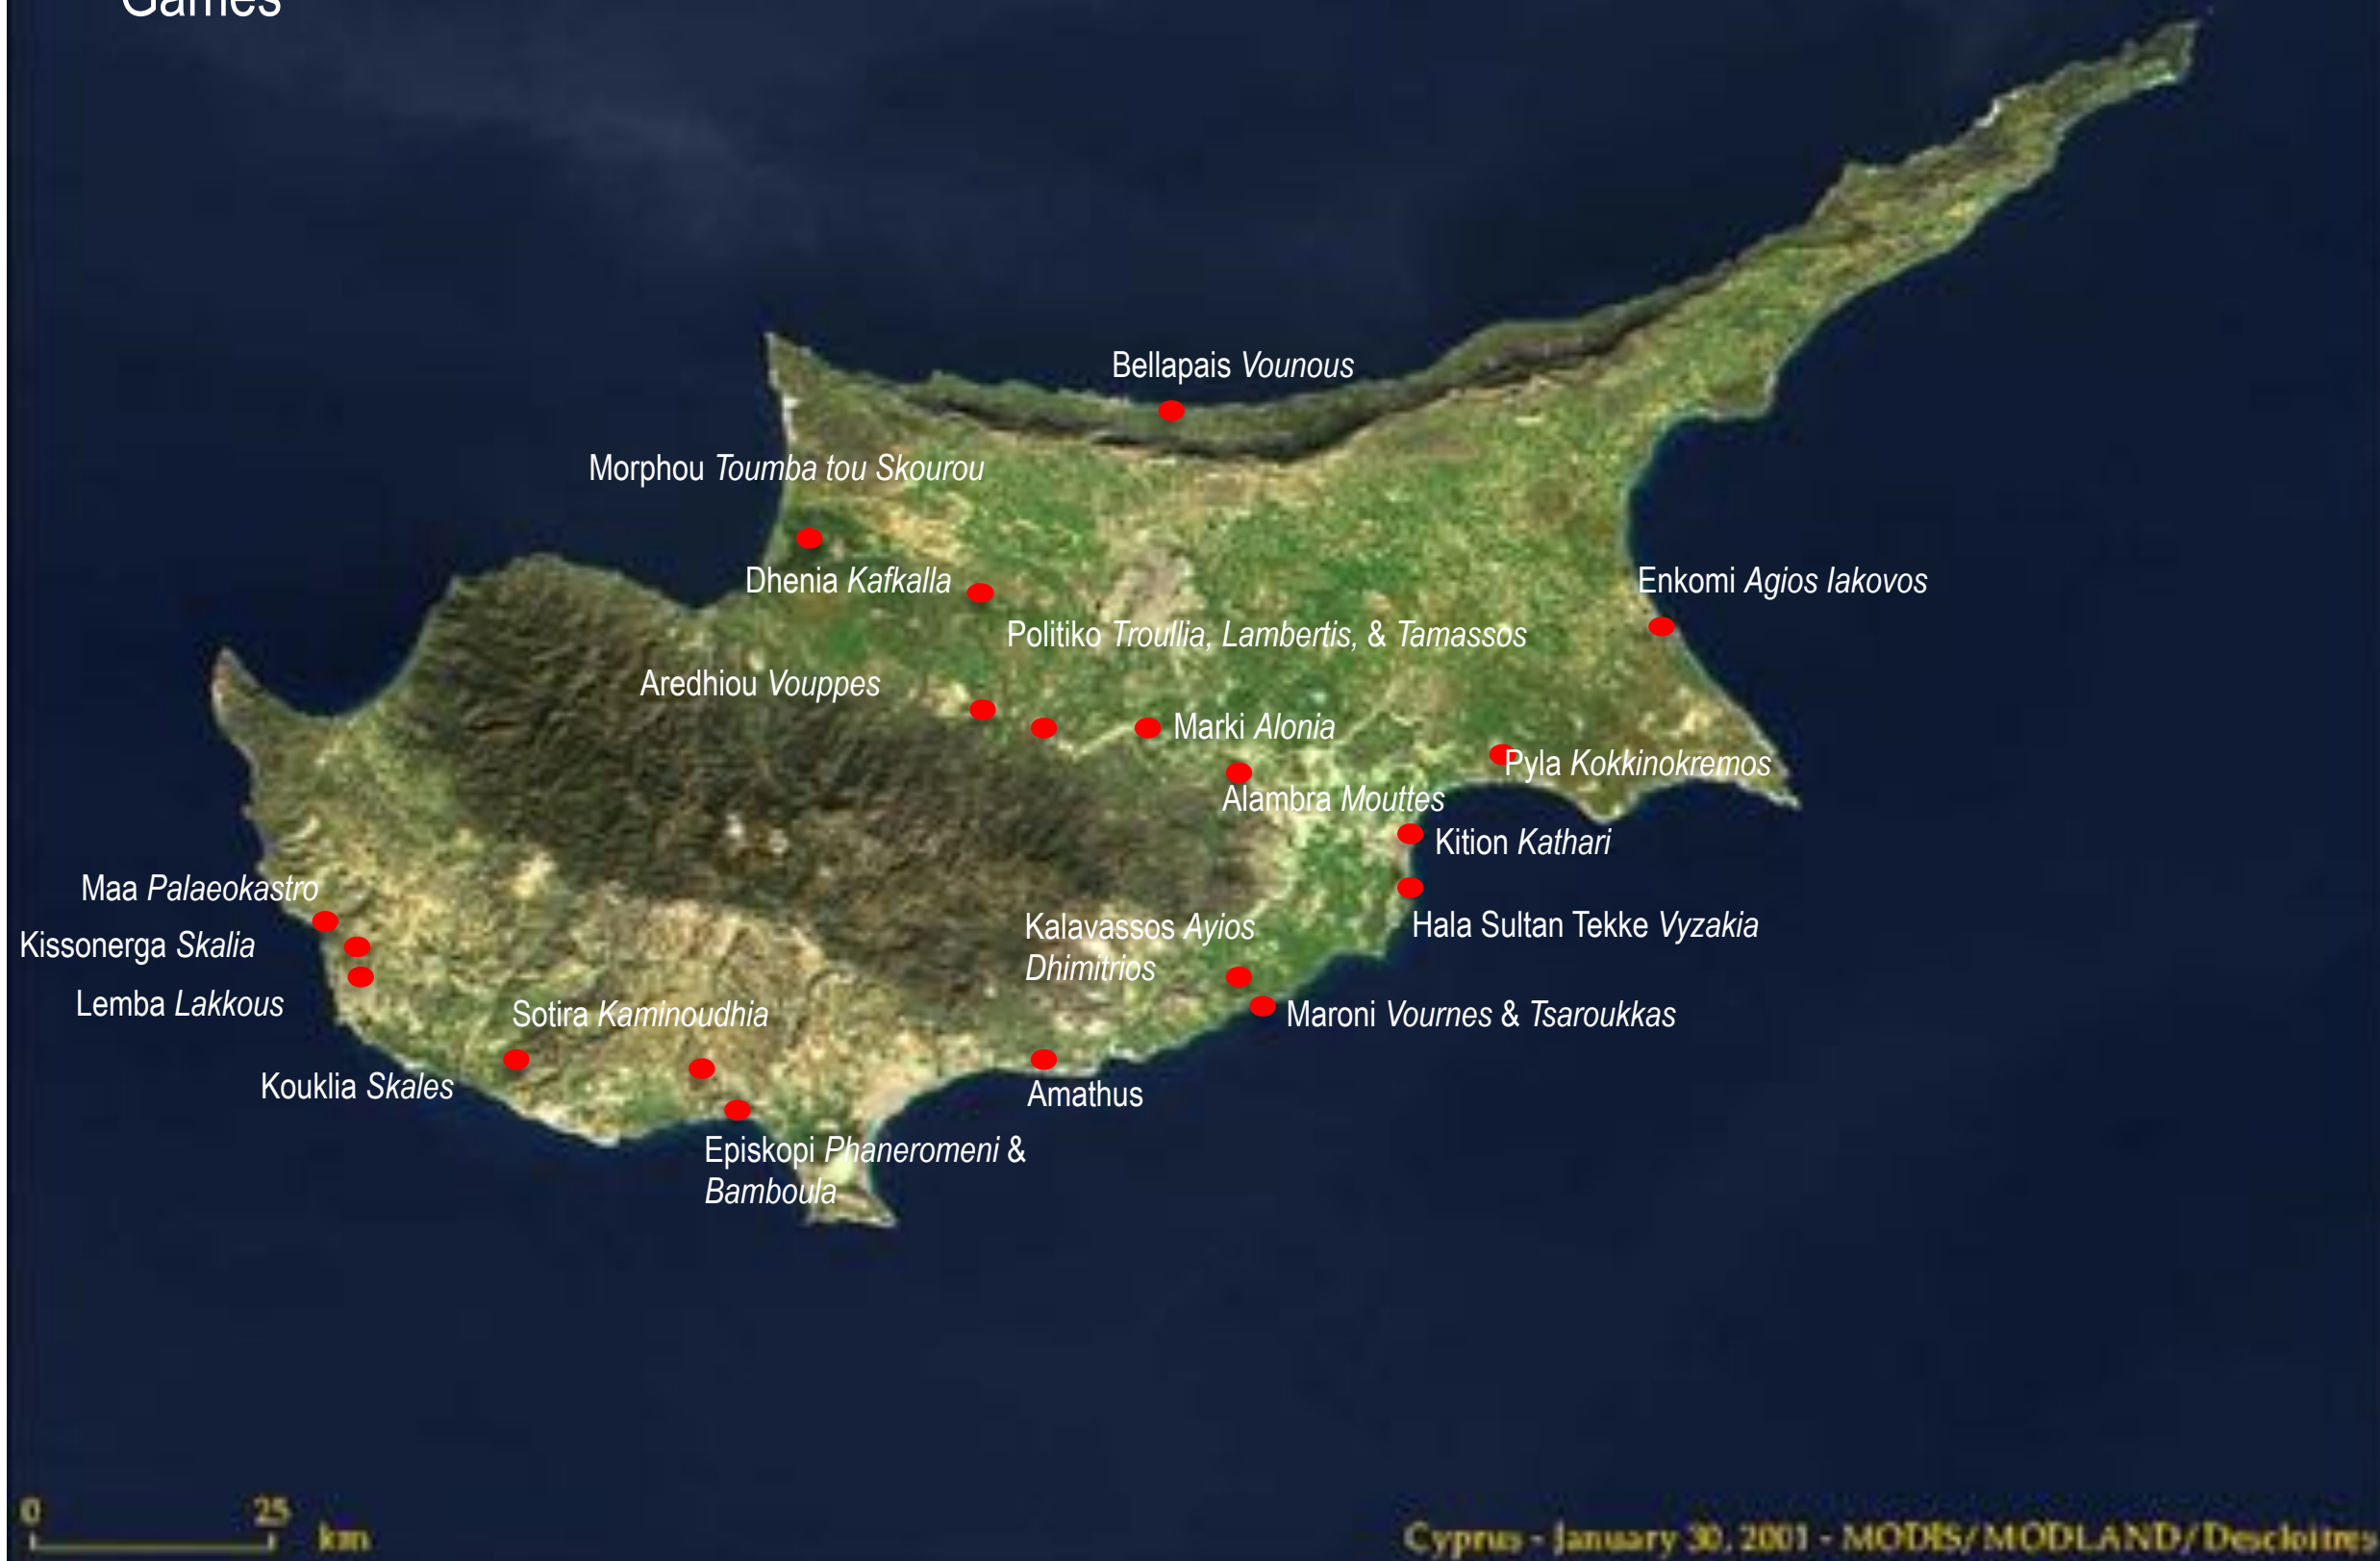 Games
Bellapais Vounous
Morphou Toumba tou Skourou
Dhenia Kafkalla
Enkomi Agios Iakovos
Politiko Troullia, Lambertis, & Tamassos
Aredhiou Vouppes
Marki Alonia
Pyla Kokkinokremos
Alambra Mouttes
Kition Kathari
Maa Palaeokastro
Kalavassos Ayios
Dhimitrios
Hala Sultan Tekke Vyzakia
Kissonerga Skalia
Lemba Lakkous
Sotira Kaminoudhia
Maroni Vournes & Tsaroukkas
Kouklia Skales
Amathus
Episkopi Phaneromeni &
Bamboula
0 25
km
Cyprus - January 30, 2001 - MODIS/MODLAND/Descloitres